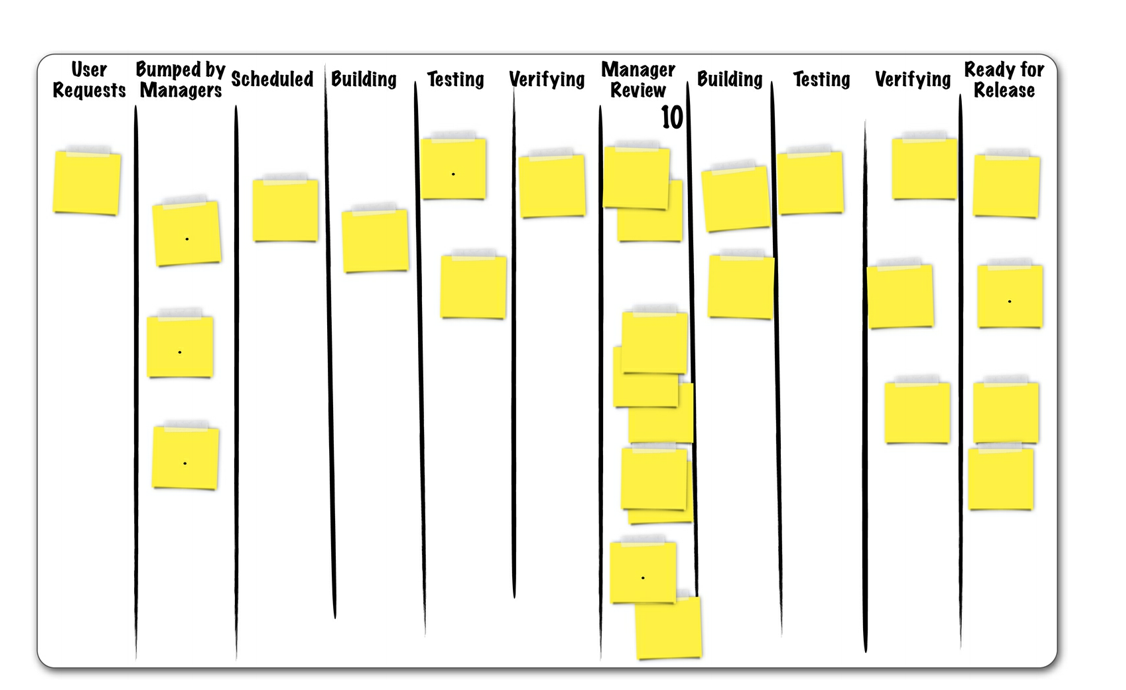 User
Requests
Bumped by
Managers
Scheduled
Building
Testing
Verifying
Manager
Review
10
Building
Testing
Verifying
Ready for
Release